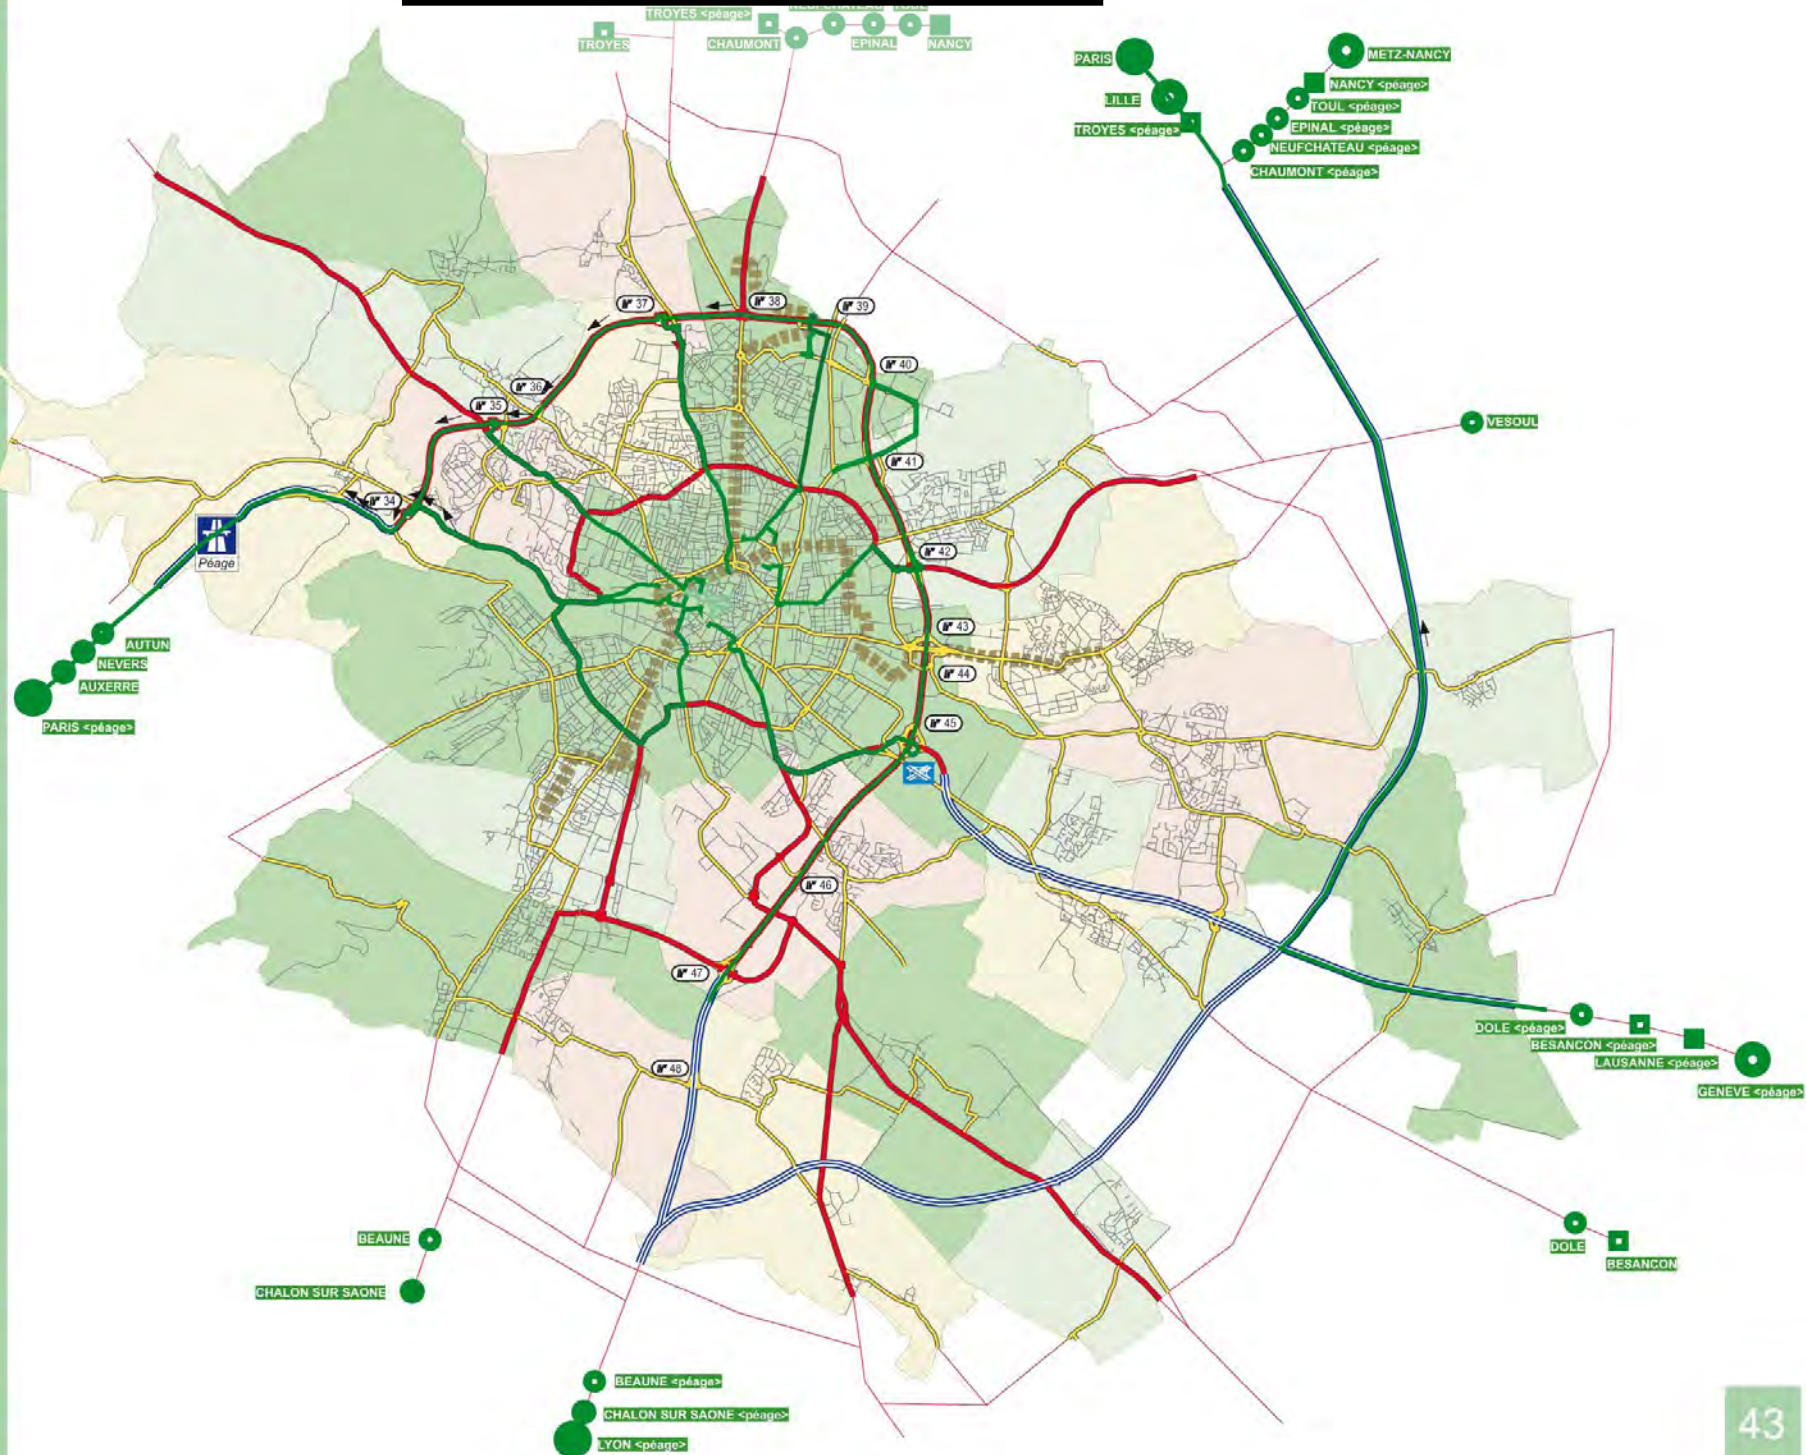 TROYES <péage>
NEUFCHATEAU
TOUL
TROYES
CHAUMONT
EPINAL
NANCY
PARIS
METZ-NANCY
LILLE
NANCY <péage>
TROYES <péage>
TOUL <péage>
EPINAL <péage>
NEUFCHATEAU <péage>
CHAUMONT <péage>
N° 37
N° 38
N° 39
N° 40
N° 36
N° 35
VESOUL
N° 41
N° 34
Péage
N° 42
N° 43
AUTUN
NEVERS
N° 44
AUXERRE
PARIS <péage>
N° 45
N° 46
N° 47
DOLE <péage>
BESANCON <péage>
LAUSANNE <péage>
N° 48
GENEVE <péage>
BEAUNE
DOLE
BESANCON
CHALON SUR SAONE
BEAUNE <péage>
CHALON SUR SAONE <péage>
LYON <péage>
43